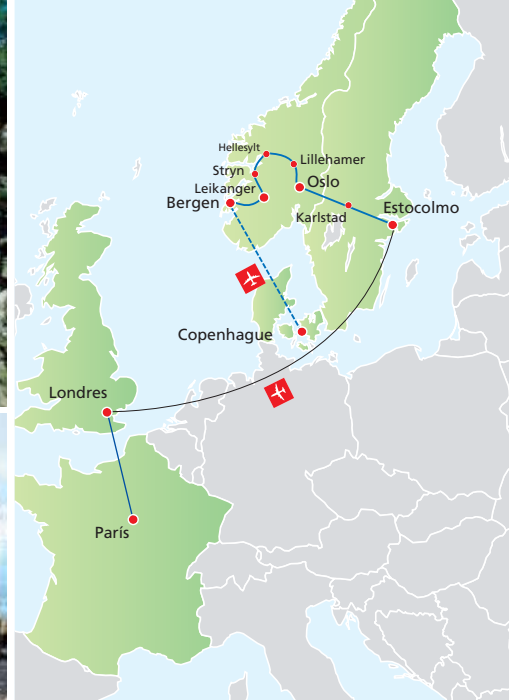 Hellesylt
Lillehamer
Stryn
Oslo
Leikanger
Bergen
Estocolmo
Karlstad
Copenhague
Londres
París